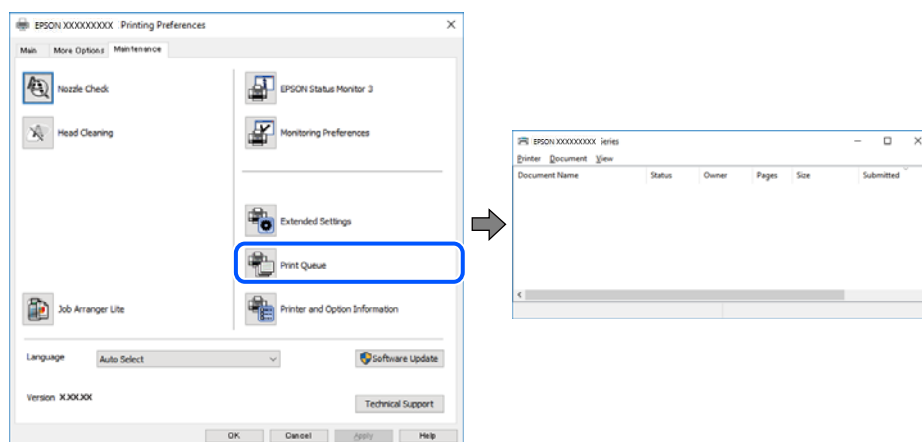 EPSON XXXXXXXXX Printing Preferences
Main More Options Maintenance
Nozzle Check
EPSON Status Monitor 3
Head Cleaning
Monitoring Preferences
Extended Settings
Print Queue
Job Arranger Lite
Printer and Option Information
Language Auto Select
Software Update
Version X.XX.XX
Technical Support
OK Cancel Apply Help
EPSON XXXXXXXXX ieries
Printer Document View
Document Name Status Owner Pages Size Submitted